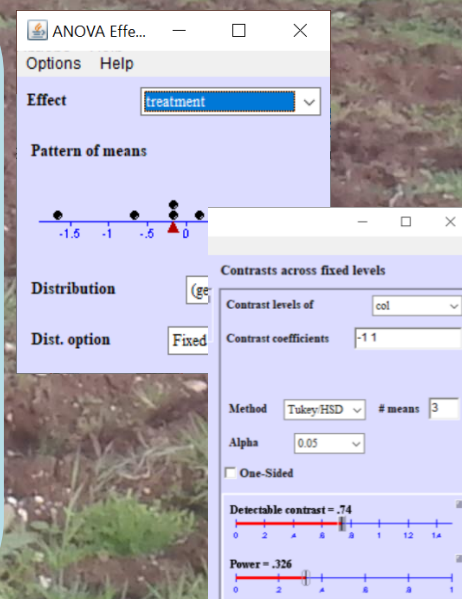 ANOVA Effe...
Options Help
Effect treatment
Pattern of means
-1.5 -1 -.5 0
Distribution (ge
Dist. option Fixed
Contrasts across fixed levels
Contrast levels of col
Contrast coefficients -1 1
Method Tukey/HSD # means 3
Alpha 0.05
One-Sided
Detectable contrast = .74
0 .2 .4 .6 .8 1 1.2 1.4
Power = .326
0 .2 .4 .6 .8 1